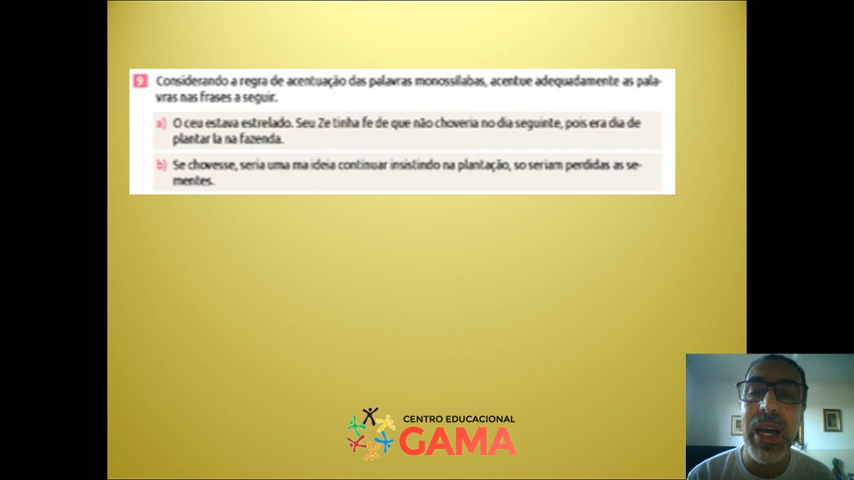 9 Considerando a regra de acentuação das palavras monossílabas, acentue adequadamente as pala-
vras nas frases a seguir.
a) O ceu estava estrelado. Seu Ze tinha fe de que não choveria no dia seguinte, pois era dia de
plantar la na fazenda.
b) Se chovesse, seria uma ma ideia continuar insistindo na plantação, so seriam perdidas as se-
mentes.
CENTRO EDUCACIONAL
GAMA